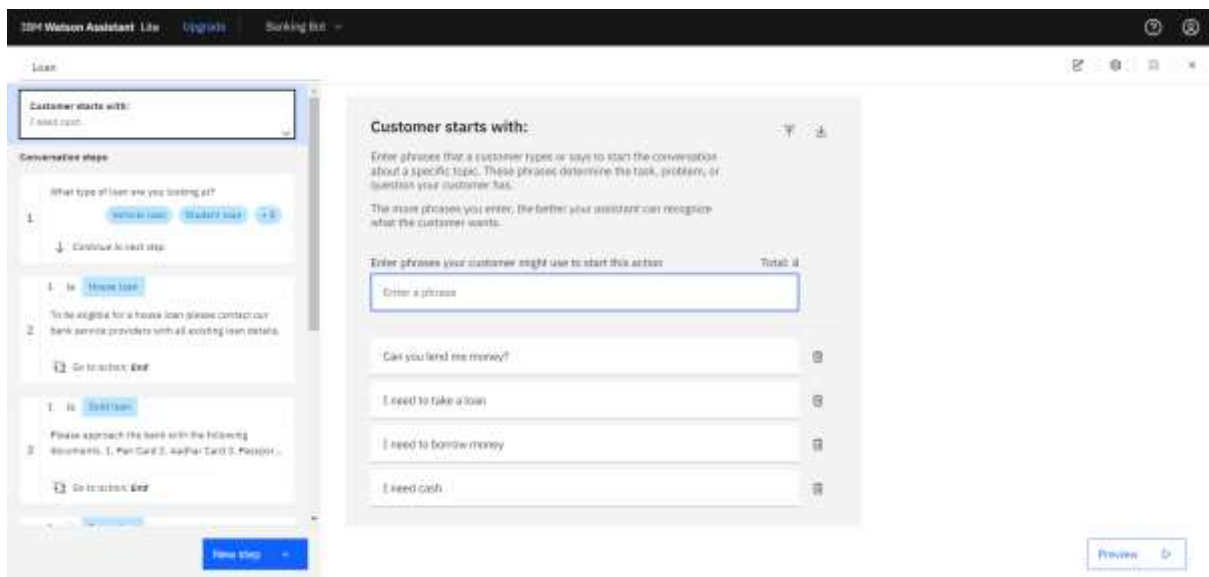 IBM Watson Assistant Lite Upgrade Banking Bot
Loan
Customer starts with:
I need cash
Conversation steps
What type of loan are you looking at?
1
Vehicle loan Student loan +3
Continue to next step
1 is House loan
To be eligible for a house loan please contact our
2 bank service providers with all existing loan details.
Go to action: End
1 is Gold loan
Please approach the bank with the following
3 documents. 1. Pan Card 2. Aadhar Card 3. Passpor...
Go to action: End
New step
Customer starts with:
Enter phrases that a customer types or says to start the conversation
about a specific topic. These phrases determine the task, problem, or
question your customer has.
The more phrases you enter, the better your assistant can recognize
what the customer wants.
Enter phrases your customer might use to start this action Total: 4
Enter a phrase
Can you lend me money?
I need to take a loan
I need to borrow money
I need cash
Preview